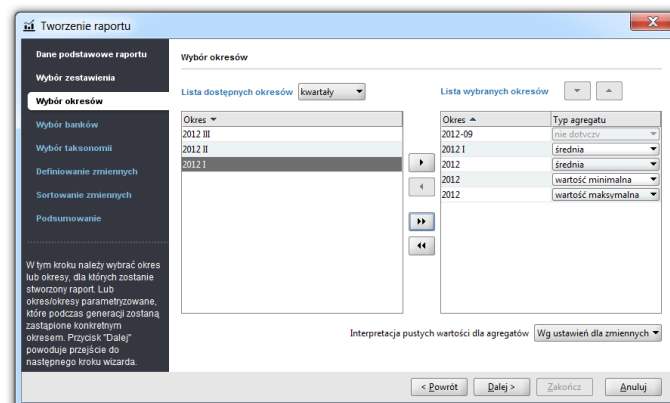 Tworzenie raportu
Dane podstawowe raportu
Wybór zestawienia
Wybór okresów
Wybór banków
Wybór taksonomii
Definiowanie zmiennych
Sortowanie zmiennych
Podsumowanie
W tym kroku należy wybrać okres
lub okresy, dla których zostanie
stworzony raport. Lub
okres/okresy parametryzowane,
które podczas generacji zostaną
zastąpione konkretnym
okresem. Przycisk "Dalej"
powoduje przejście do
następnego kroku wizarda.
Wybór okresów
Lista dostępnych okresów kwartały
Okres
2012 III
2012 II
2012 I
Lista wybranych okresów
Okres Typ agregatu
2012-09 nie dotyczy
2012 I średnia
2012 średnia
2012 wartość minimalna
2012 wartość maksymalna
Interpretacja pustych wartości dla agregatów Wg ustawień dla zmiennych
< Powrót Dalej > Zakończ Anuluj